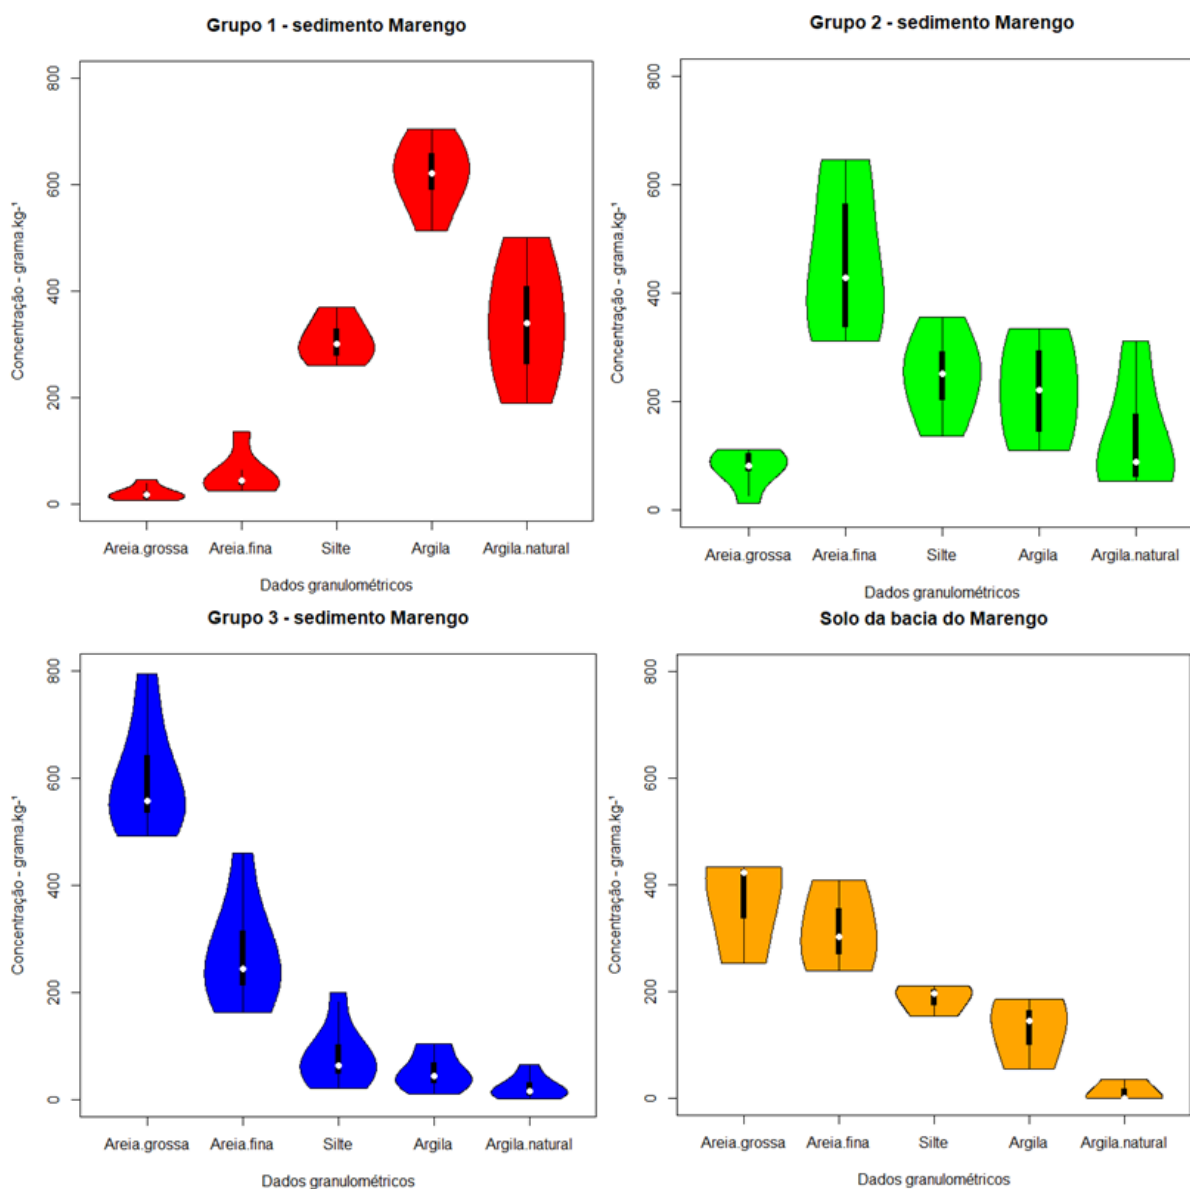 Grupo 1 - sedimento Marengo
Concentração - grama.kg-¹
800
600
400
200
0
Areia.grossa Areia.fina Silte Argila Argila.natural
Dados granulométricos
Grupo 2 - sedimento Marengo
Concentração - grama.kg-¹
800
600
400
200
0
Areia.grossa Areia.fina Silte Argila Argila.natural
Dados granulométricos
Grupo 3 - sedimento Marengo
Concentração - grama.kg-¹
800
600
400
200
0
Areia.grossa Areia.fina Silte Argila Argila.natural
Dados granulométricos
Solo da bacia do Marengo
Concentração - grama.kg-¹
800
600
400
200
0
Areia.grossa Areia.fina Silte Argila Argila.natural
Dados granulométricos